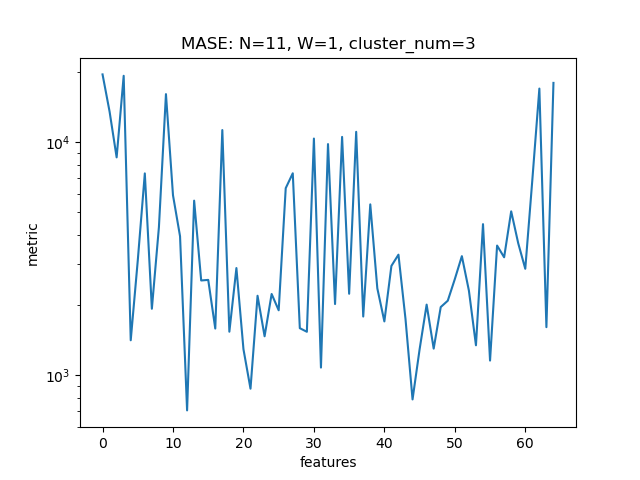 MASE: N=11, W=1, cluster_num=3
10⁴
10³
metric
0 10 20 30 40 50 60
features